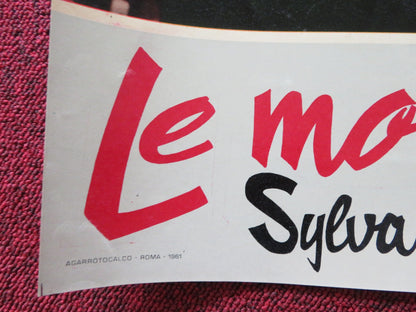 Le mo
Sylva
AGARROTOCALCO - ROMA - 1961